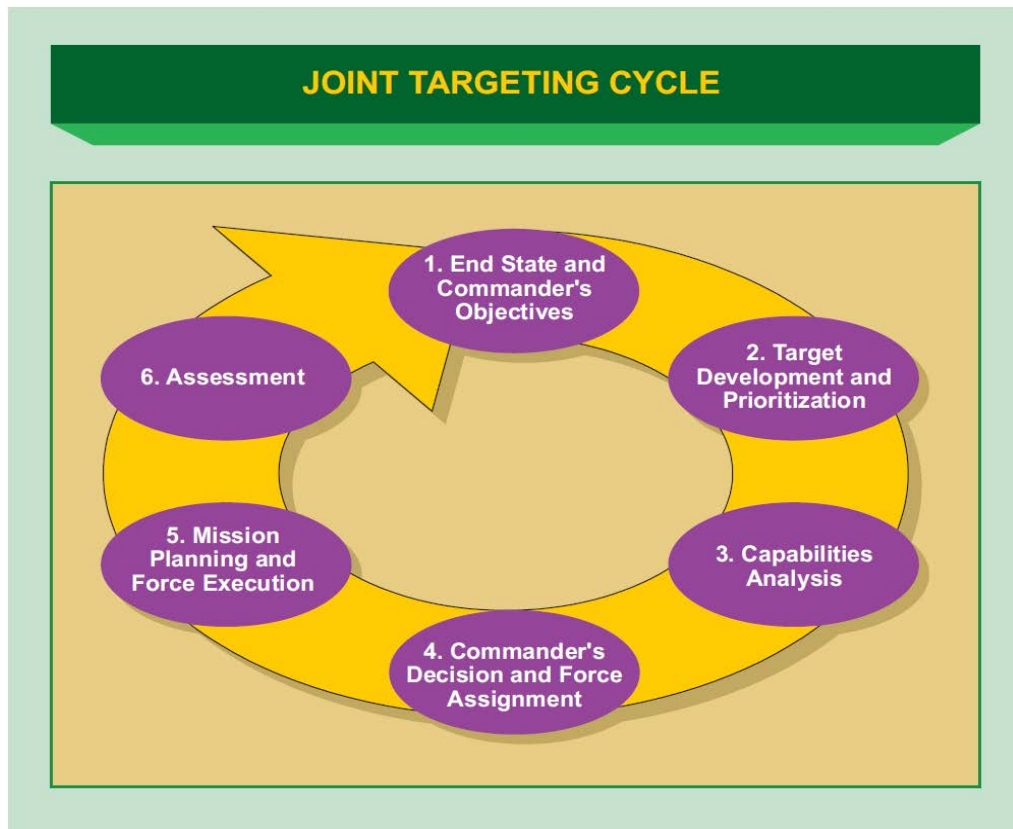 JOINT TARGETING CYCLE
1. End State and
Commander's
Objectives
2. Target
Development and
Prioritization
3. Capabilities
Analysis
4. Commander's
Decision and Force
Assignment
5. Mission
Planning and
Force Execution
6. Assessment